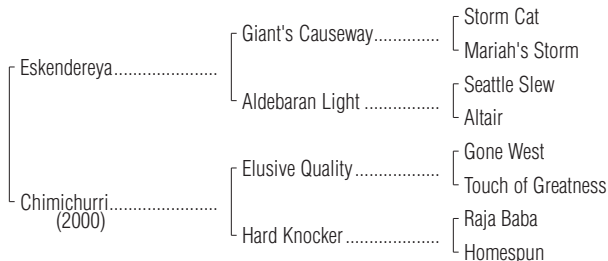 Storm Cat
Giant's Causeway..............
Mariah's Storm
Eskendereya......................
Seattle Slew
Aldebaran Light ................
Altair
Gone West
Elusive Quality ..................
Touch of Greatness
Chimichurri.......................
(2000)
Raja Baba
Hard Knocker ....................
Homespun